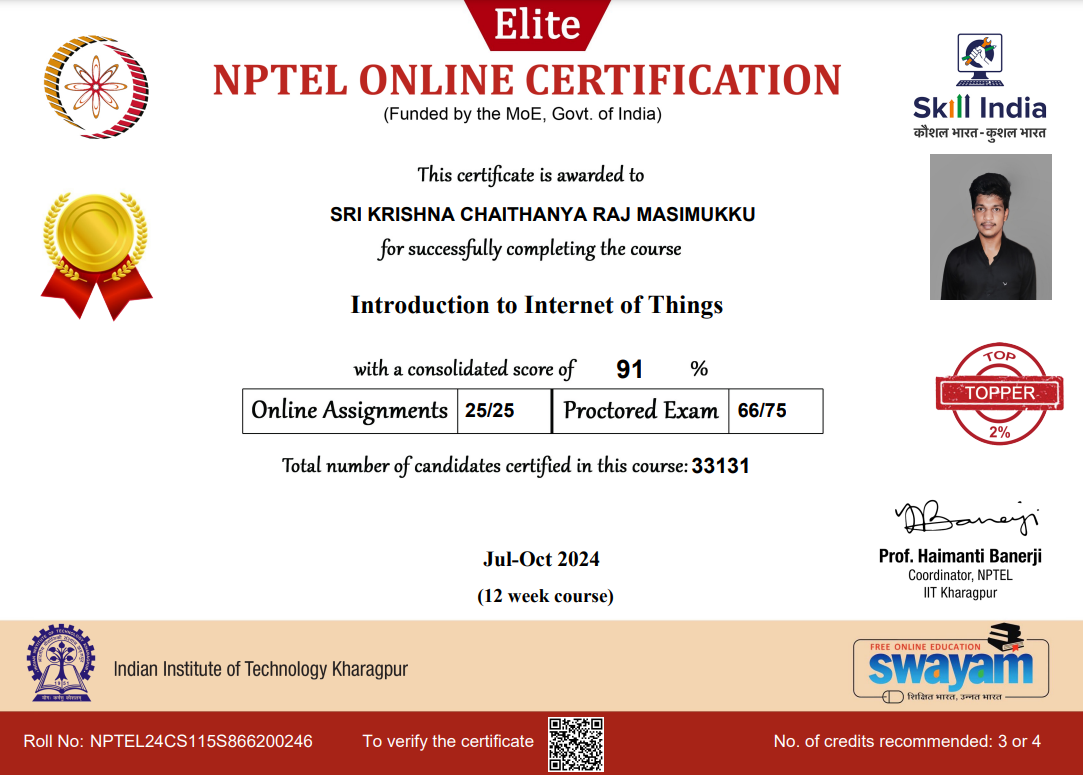 Elite
NPTEL ONLINE CERTIFICATION
(Funded by the MoE, Govt. of India)
Skill India
कौशल भारत - कुशल भारत
This certificate is awarded to
SRI KRISHNA CHAITHANYA RAJ MASIMUKKU
for successfully completing the course
Introduction to Internet of Things
with a consolidated score of 91 %
Online Assignments 25/25 Proctored Exam 66/75
TOP
TOPPER
2%
Total number of candidates certified in this course: 33131
Banerji
Prof. Haimanti Banerji
Coordinator, NPTEL
IIT Kharagpur
Jul-Oct 2024
(12 week course)
Indian Institute of Technology Kharagpur
FREE ONLINE EDUCATION
swayam
शिक्षित भारत, उन्नत भारत
Roll No: NPTEL24CS115S866200246 To verify the certificate No. of credits recommended: 3 or 4